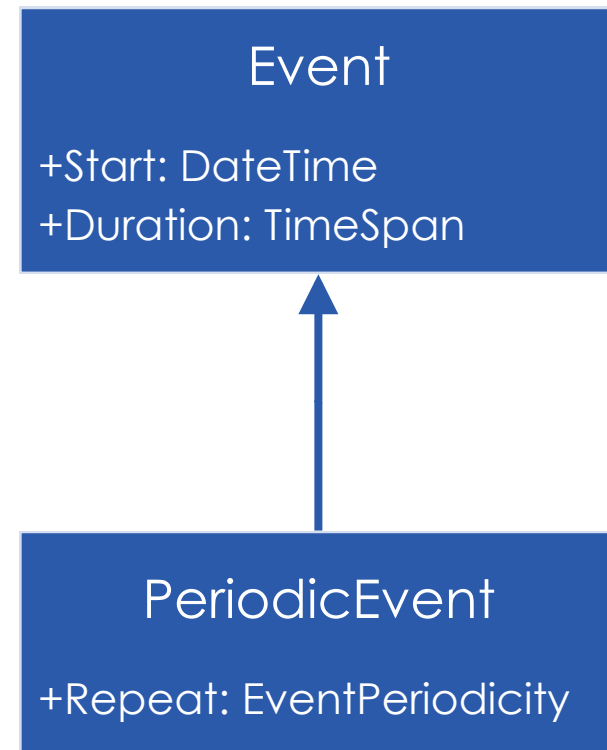 Event
+Start: DateTime
+Duration: TimeSpan
PeriodicEvent
+Repeat: EventPeriodicity